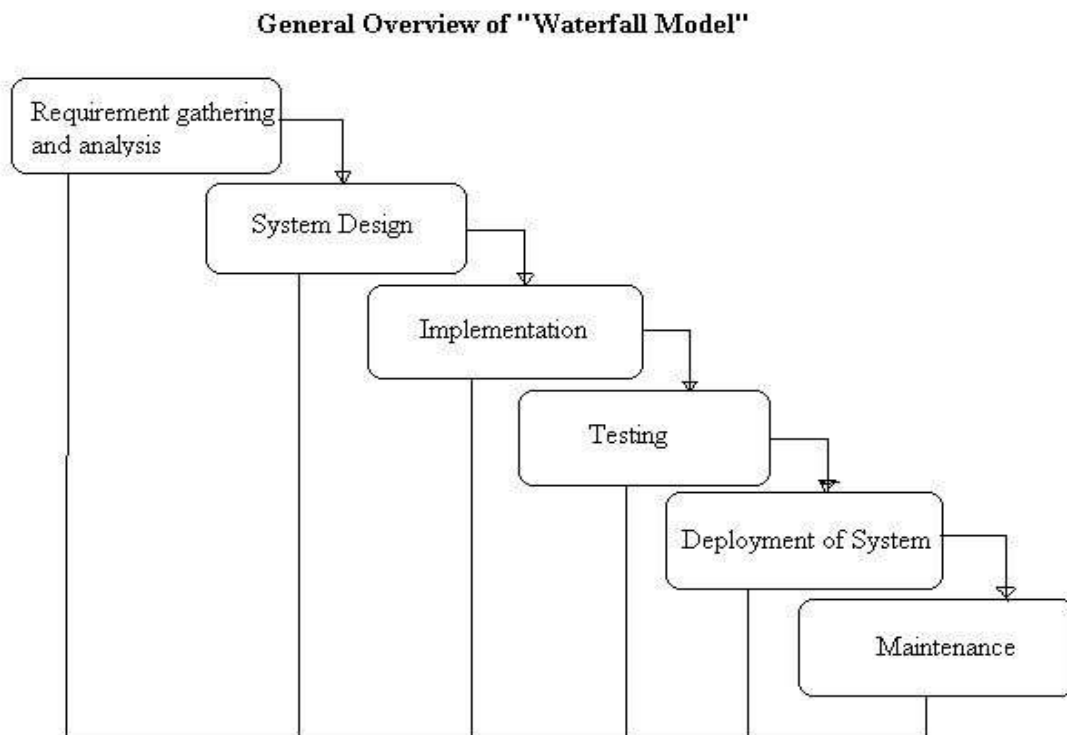 General Overview of "Waterfall Model"
Requirement gathering
and analysis
System Design
Implementation
Testing
Deployment of System
Maintenance